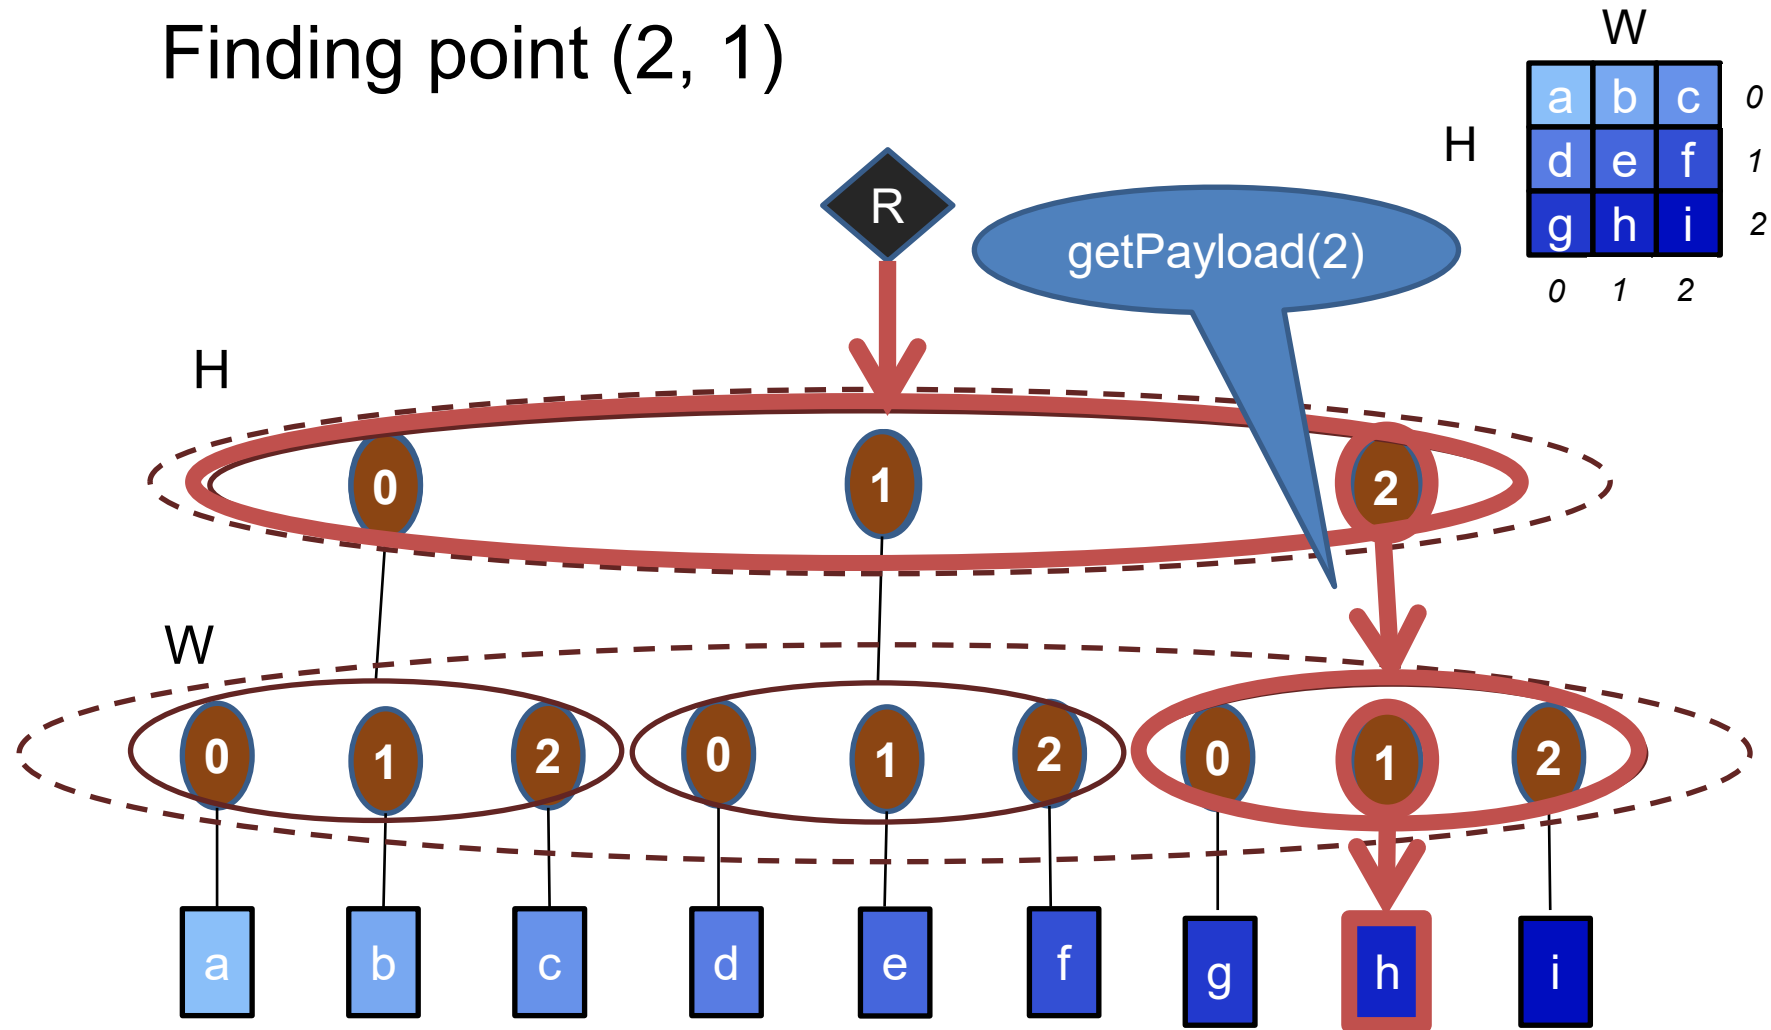 Finding point (2, 1)
W
a b c 0
H
d e f 1
g h i 2
0 1 2
R
getPayload(2)
H
0 1 2
W
0 1 2 0 1 2 0 1 2
a b c d e f g h i